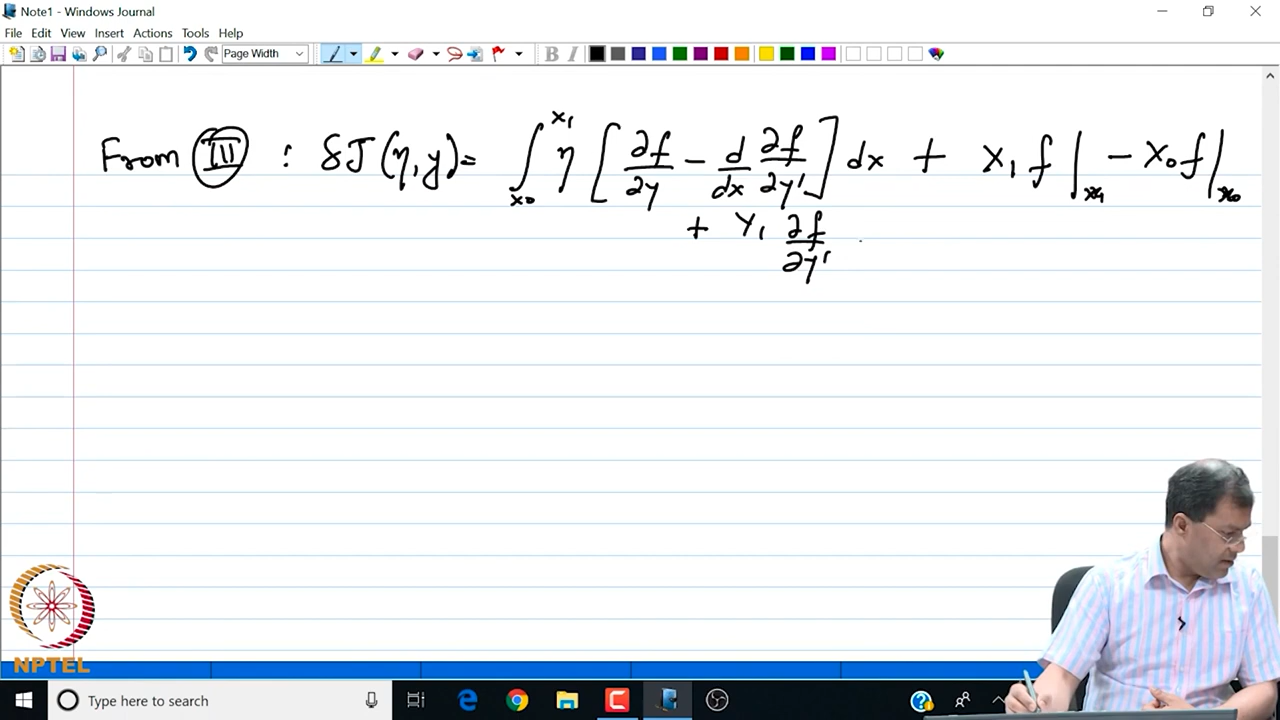 Note1 - Windows Journal
File Edit View Insert Actions Tools Help
Page Width B I
From III : δJ(η,y) = ∫_{x₀}^{x₁} η [∂f/∂y − d/dx ∂f/∂y'] dx + X₁ f |_{x₁} − X₀ f |_{x₀}
+ Y₁ ∂f/∂y'
NPTEL
Type here to search